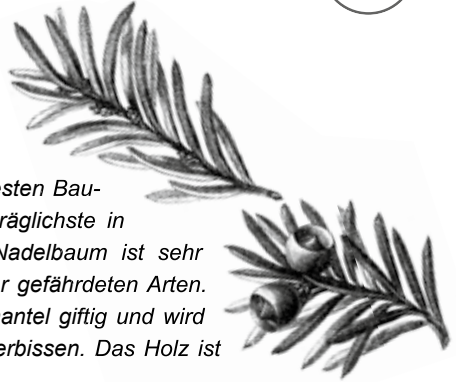 esten Bau-
räglichste in
Nadelbaum ist sehr
r gefährdeten Arten.
antel giftig und wird
erbissen. Das Holz ist